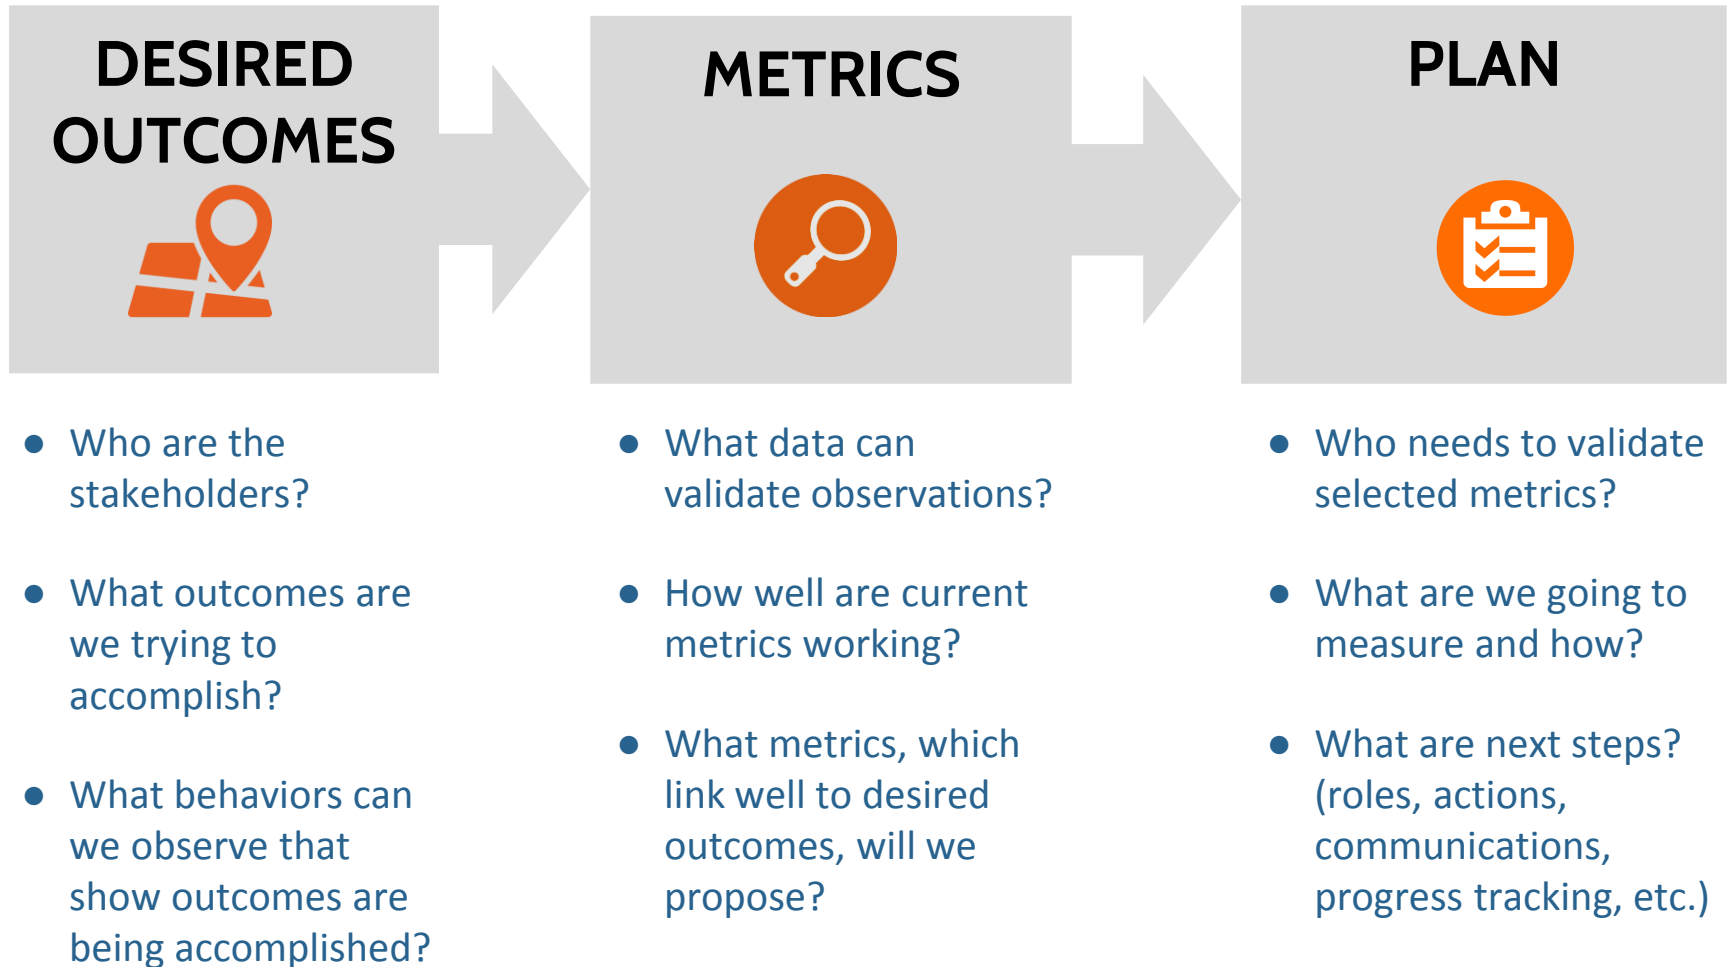 DESIRED
OUTCOMES
● Who are the
stakeholders?
● What outcomes are
we trying to
accomplish?
● What behaviors can
we observe that
show outcomes are
being accomplished?
METRICS
● What data can
validate observations?
● How well are current
metrics working?
● What metrics, which
link well to desired
outcomes, will we
propose?
PLAN
● Who needs to validate
selected metrics?
● What are we going to
measure and how?
● What are next steps?
(roles, actions,
communications,
progress tracking, etc.)